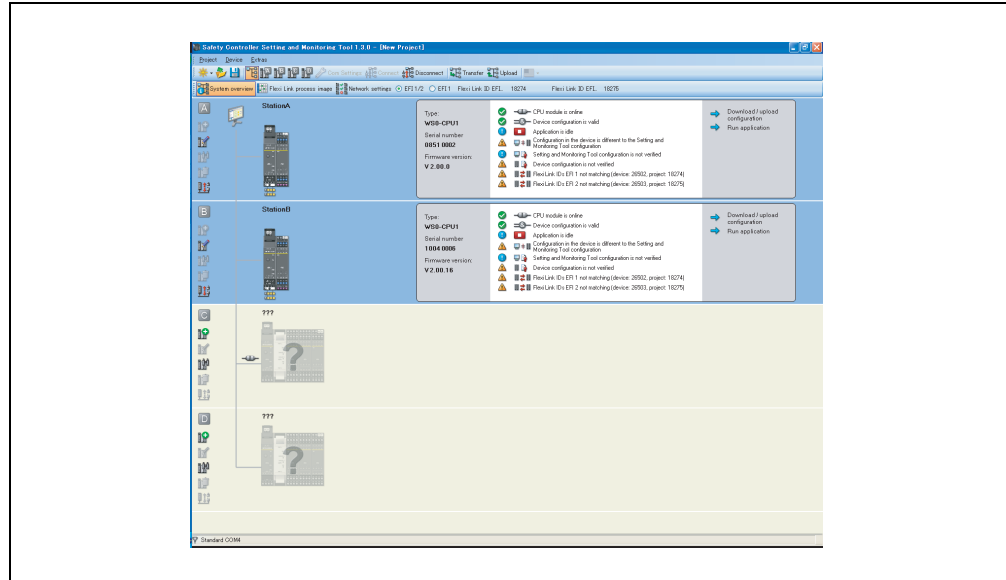 Safety Controller Setting and Monitoring Tool 1.3.0 - [New Project]
Project Device Extras
User Settings Connect Disconnect Transfer Upload
System overview Flexi Link process image Network settings EFI1/2 EFI1 Flexi Link ID EFI1 18274 Flexi Link ID EFI1 18275
A
StationA
Type:
WS0-CPU1
Serial number
0851 0002
Firmware version:
V 2.00.0
CPU module is online
Device configuration is valid
Application is idle
Configuration in the device is different to the Setting and
Monitoring Tool configuration
Setting and Monitoring Tool configuration is not verified
Device configuration is not verified
Flexi Link IDs EFI 1 not matching (device: 26502, project: 18274)
Flexi Link IDs EFI 2 not matching (device: 26503, project: 18275)
Download / upload
configuration
Run application
B
StationB
Type:
WS0-CPU1
Serial number
1004 0006
Firmware version:
V 2.00.16
CPU module is online
Device configuration is valid
Application is idle
Configuration in the device is different to the Setting and
Monitoring Tool configuration
Setting and Monitoring Tool configuration is not verified
Device configuration is not verified
Flexi Link IDs EFI 1 not matching (device: 26502, project: 18274)
Flexi Link IDs EFI 2 not matching (device: 26503, project: 18275)
Download / upload
configuration
Run application
C
???
?
D
???
?
Standard COM4